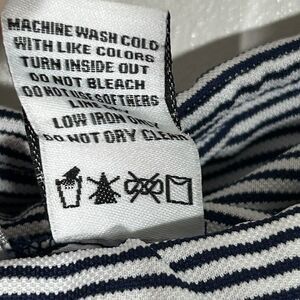 MACHINE WASH COLD
WITH LIKE COLORS
TURN INSIDE OUT
DO NOT BLEACH
DO NOT USE SOFTNERS
LINE
LOW IRON ONLY
DO NOT DRY CLEAN